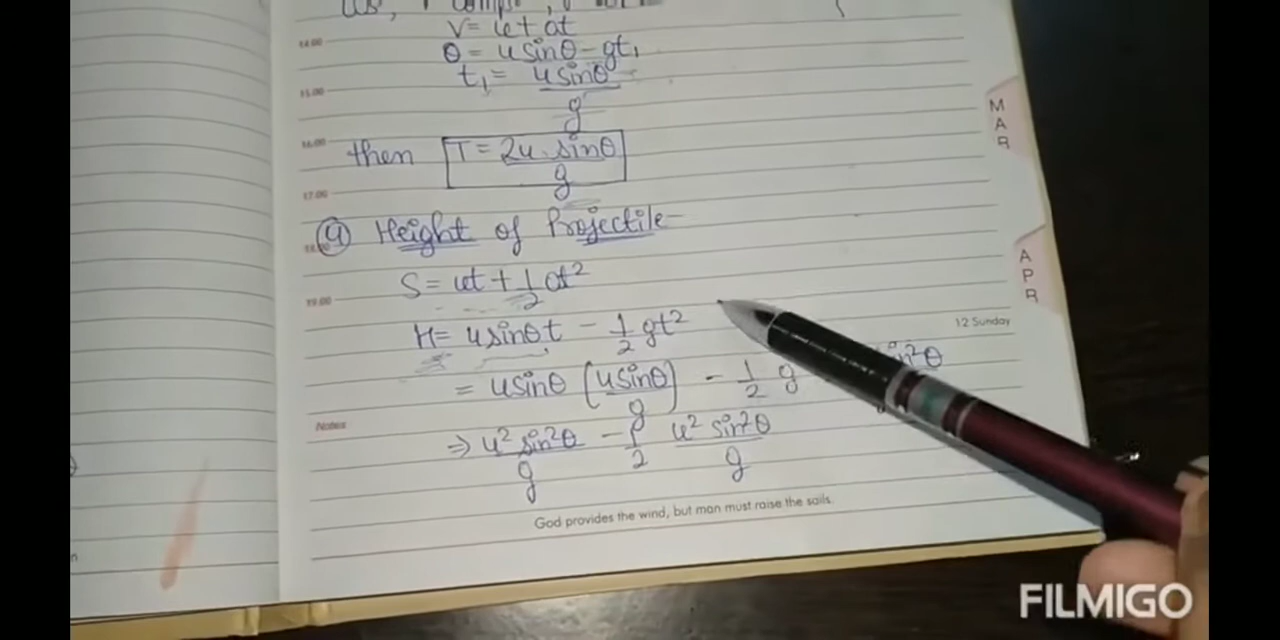 V = u + at
14.00
θ = u sinθ - gt₁
t₁ = u sinθ / g
15.00
16.00
then T = 2u sinθ / g
17.00
④ Height of Projectile -
S = ut + 1/2 at²
19.00
H = u sinθ t - 1/2 gt²
= u sinθ (u sinθ / g) - 1/2 g sin²θ
⇒ u² sin²θ / g - 1/2 u² sin²θ / g
Notes
God provides the wind, but man must raise the sails.
MAR
APR
12 Sunday
FILMIGO